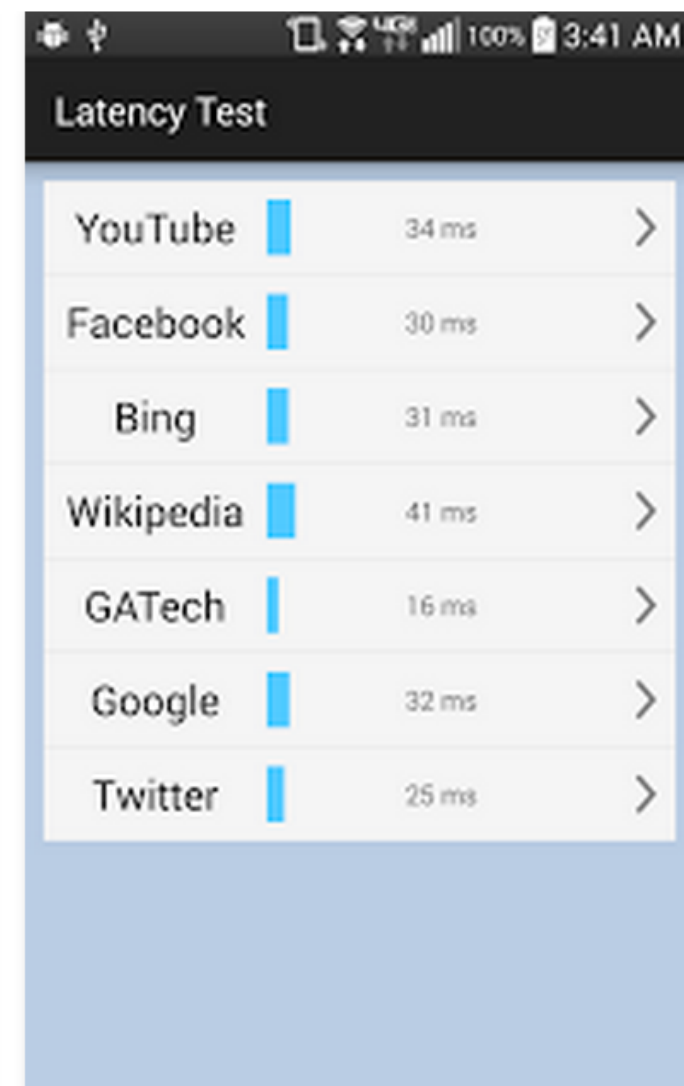 100% 3:41 AM
Latency Test
YouTube 34 ms
Facebook 30 ms
Bing 31 ms
Wikipedia 41 ms
GATech 16 ms
Google 32 ms
Twitter 25 ms